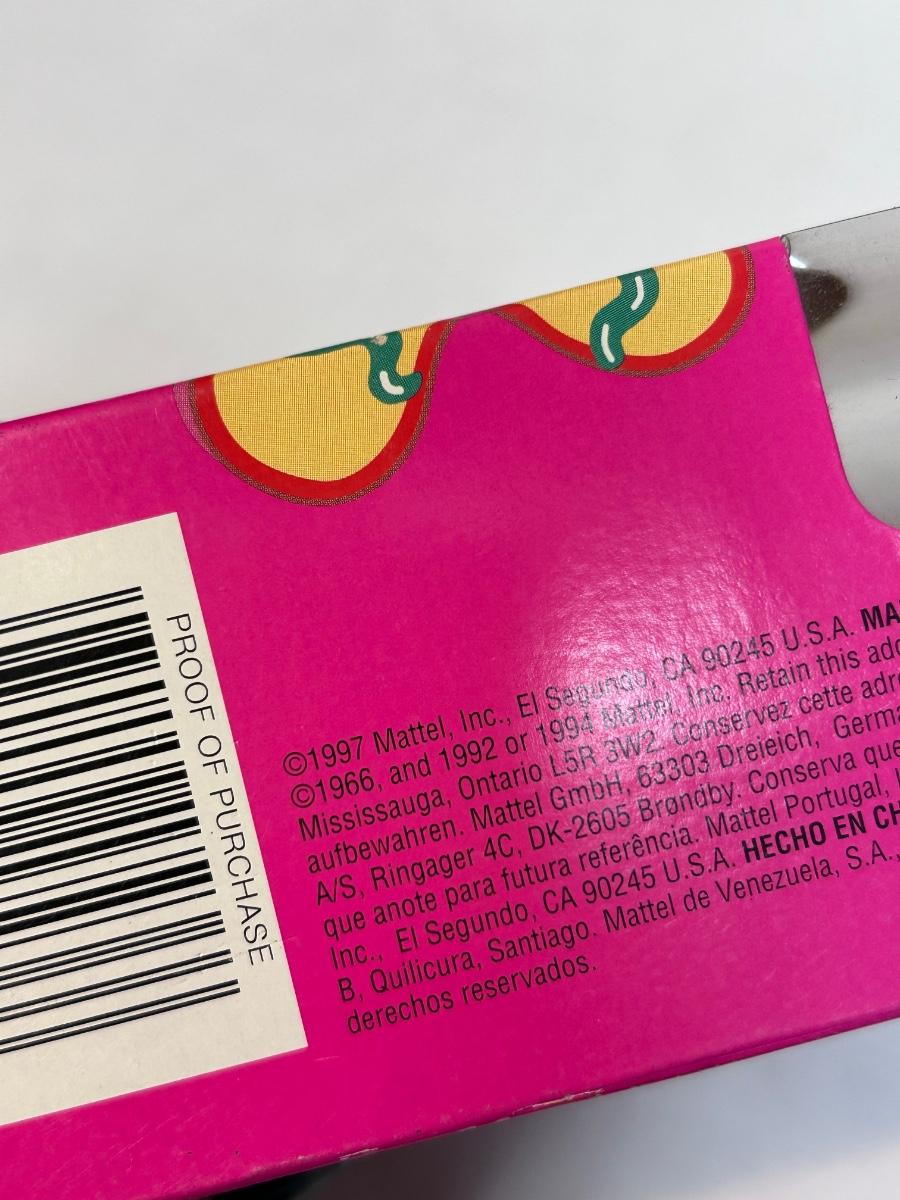 PROOF OF PURCHASE
©1997 Mattel, Inc., El Segundo, CA 90245 U.S.A.
©1966, and 1992 or 1994 Mattel, Inc. Retain this
Mississauga, Ontario L5R 3W2. Conservez cette
aufbewahren. Mattel GmbH, 63303 Dreieich,
A/S, Ringager 4C, DK-2605 Brøndby. Conserva que
que anote para futura referência. Mattel Portugal,
Inc., El Segundo, CA 90245 U.S.A. HECHO EN
B, Quilicura, Santiago. Mattel de Venezuela, S.A.,
derechos reservados.